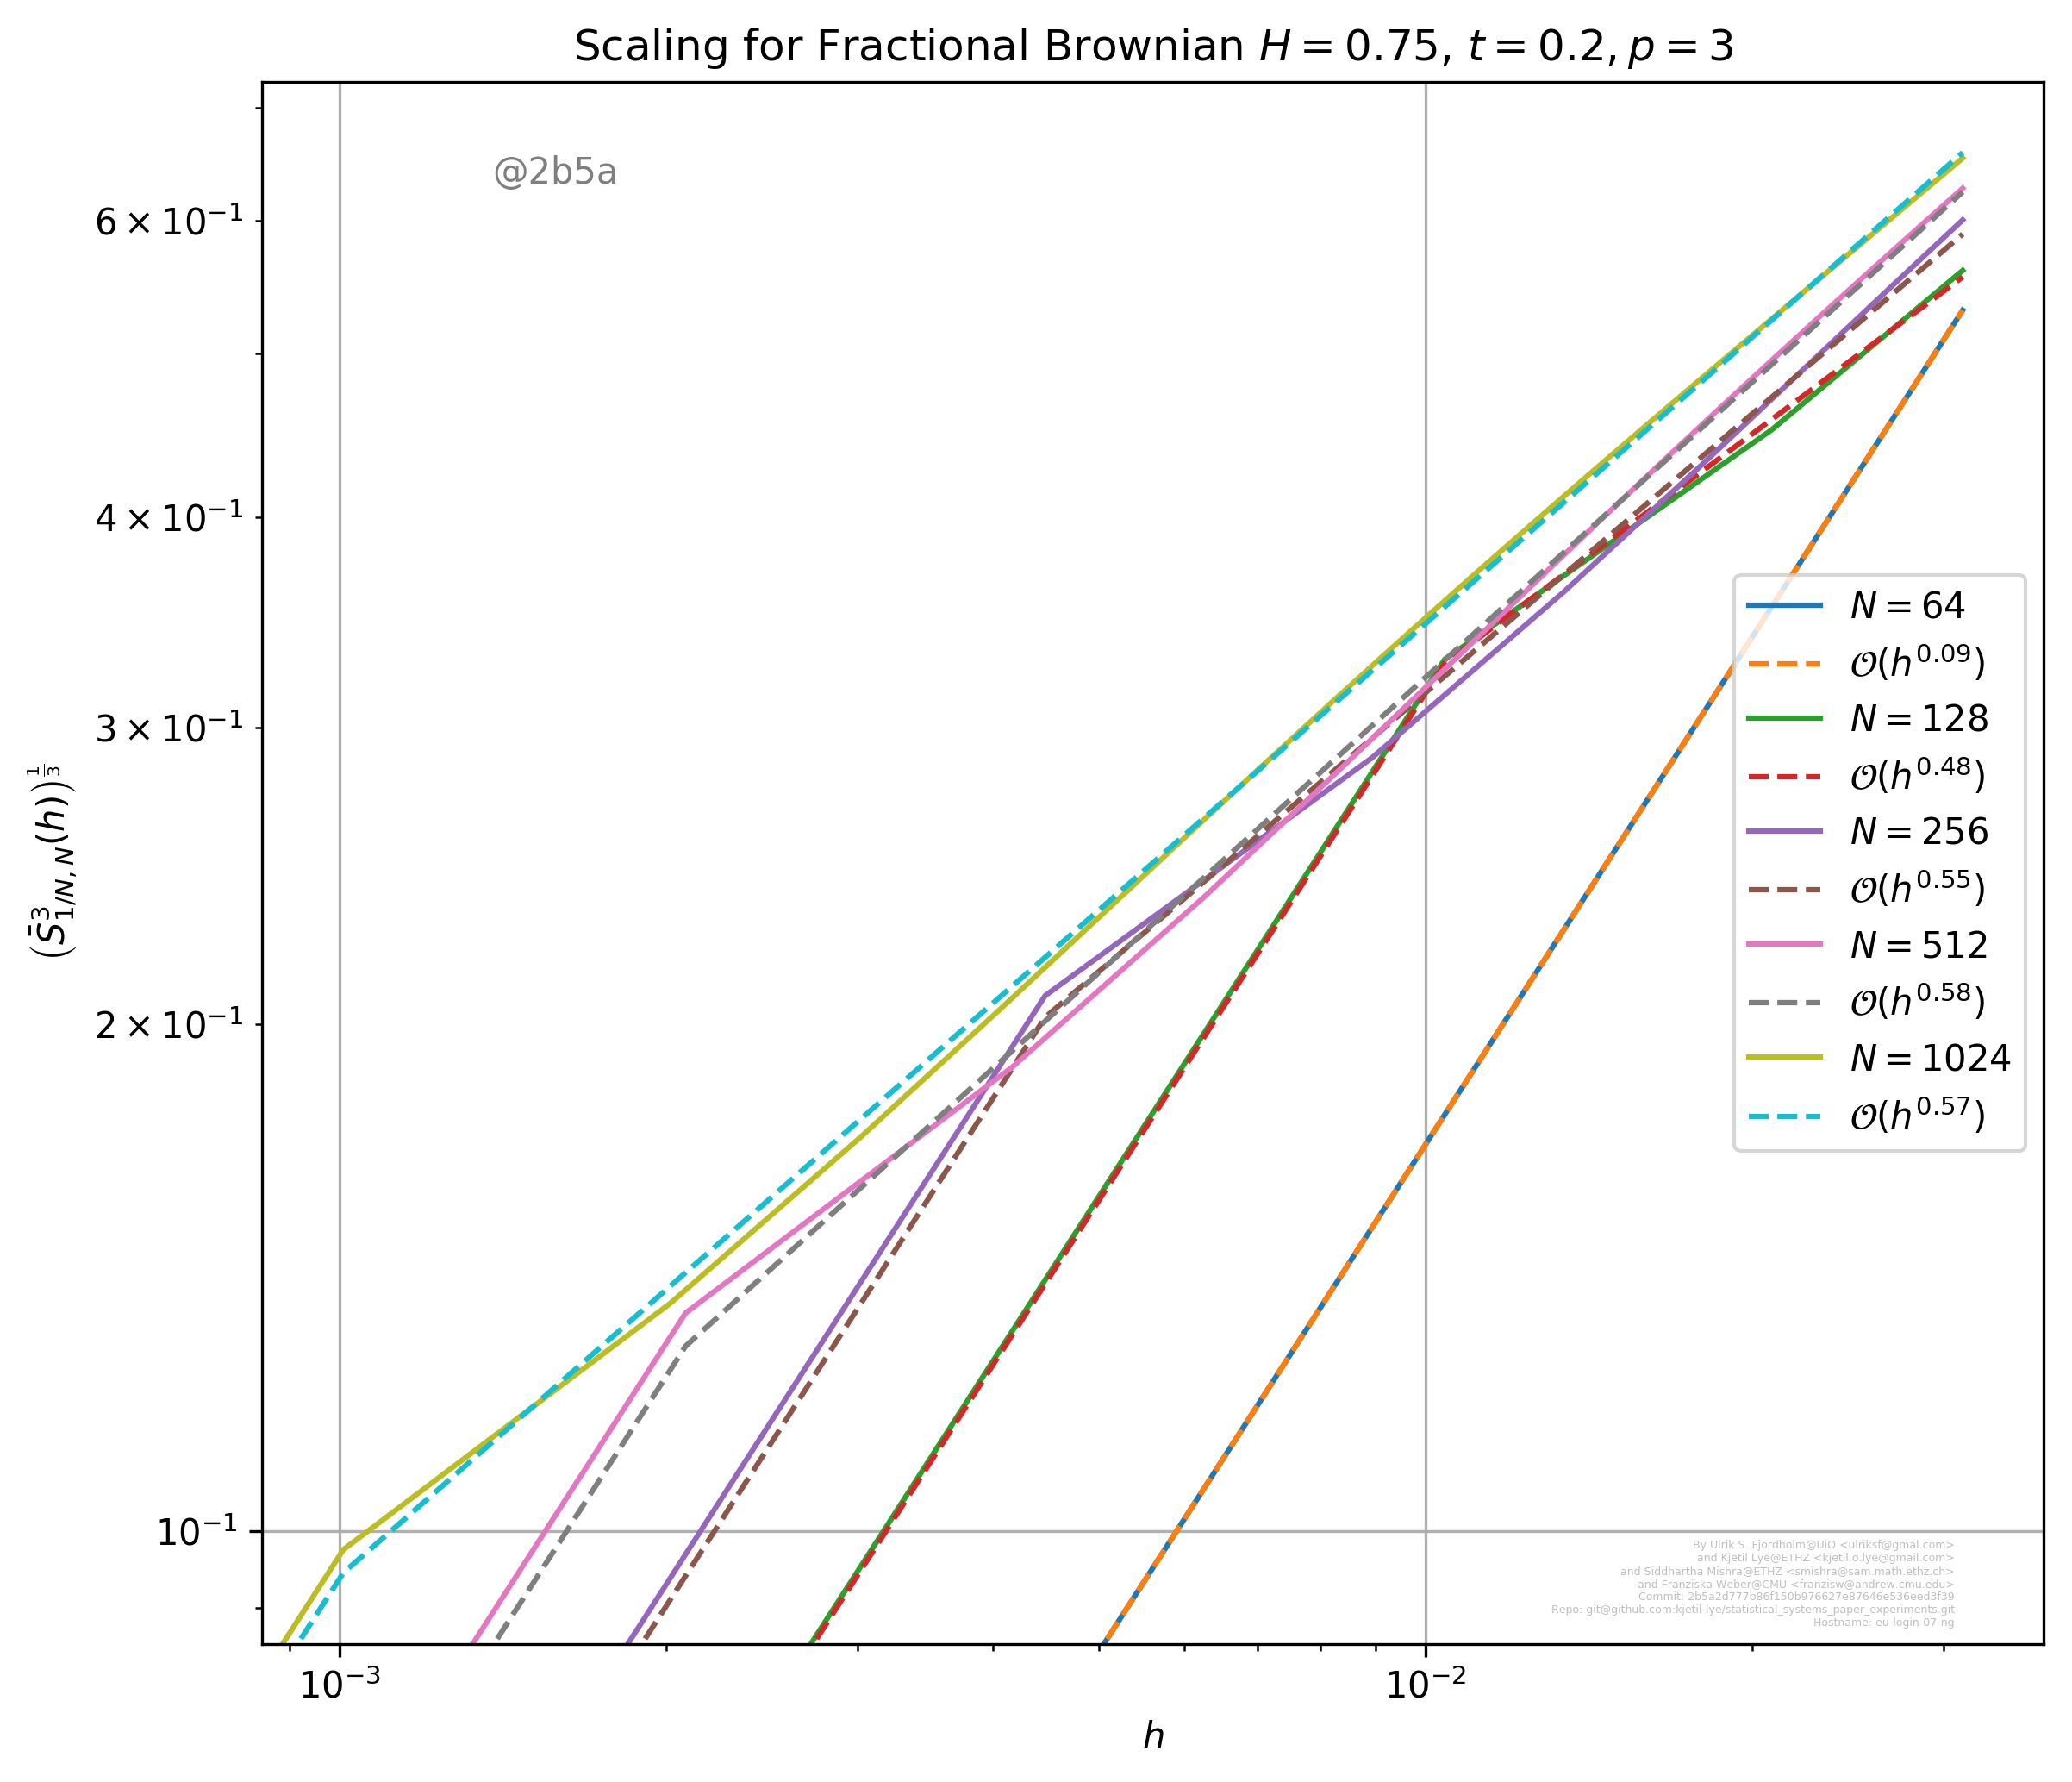 Scaling for Fractional Brownian H = 0.75, t = 0.2, p = 3
@2b5a
6 × 10⁻¹
4 × 10⁻¹
3 × 10⁻¹
2 × 10⁻¹
10⁻¹
(S̄³₁/N, N(h))^(1/3)
N = 64
𝒪(h^0.09)
N = 128
𝒪(h^0.48)
N = 256
𝒪(h^0.55)
N = 512
𝒪(h^0.58)
N = 1024
𝒪(h^0.57)
By Ulrik S. Fjordholm@UiO <ulriksf@gmal.com>
and Kjetil Lye@ETHZ <kjetil.o.lye@gmail.com>
and Siddhartha Mishra@ETHZ <smishra@sam.math.ethz.ch>
and Franziska Weber@CMU <franzisw@andrew.cmu.edu>
Commit: 2b5a2d777b86f150b976627e87646e536eed3f39
Repo: git@github.com:kjetil-lye/statistical_systems_paper_experiments.git
Hostname: eu-login-07-ng
10⁻³
10⁻²
h